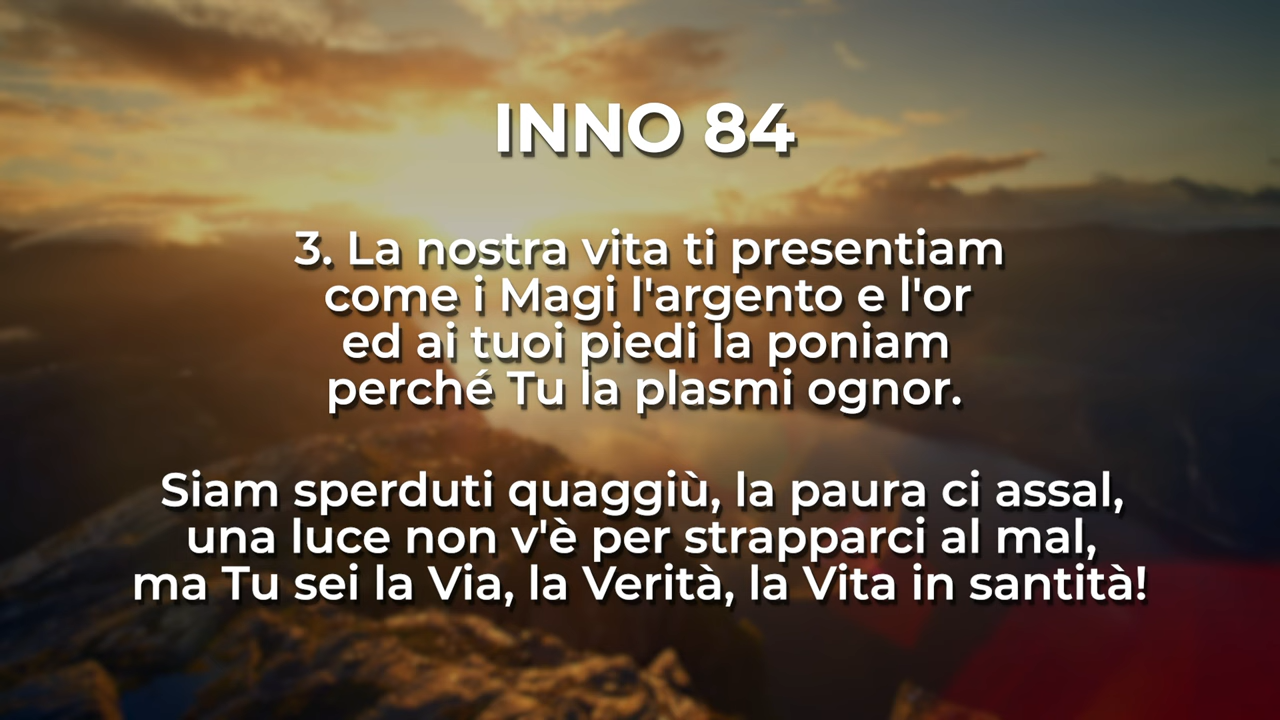 INNO 84
3. La nostra vita ti presentiam
come i Magi l'argento e l'or
ed ai tuoi piedi la poniam
perché Tu la plasmi ognor.
Siam sperduti quaggiù, la paura ci assal,
una luce non v'è per strapparci al mal,
ma Tu sei la Via, la Verità, la Vita in santità!